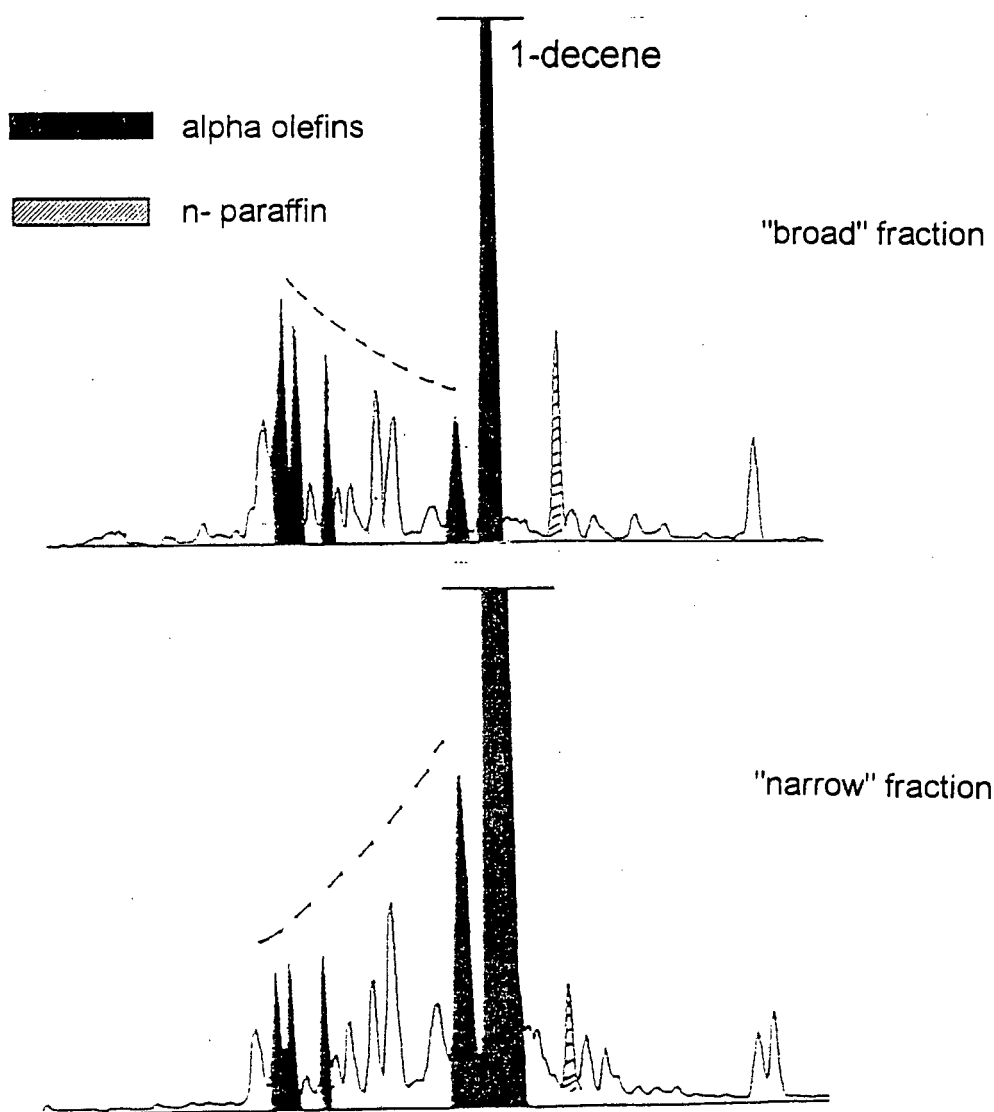 1-decene
alpha olefins
n- paraffin
"broad" fraction
"narrow" fraction